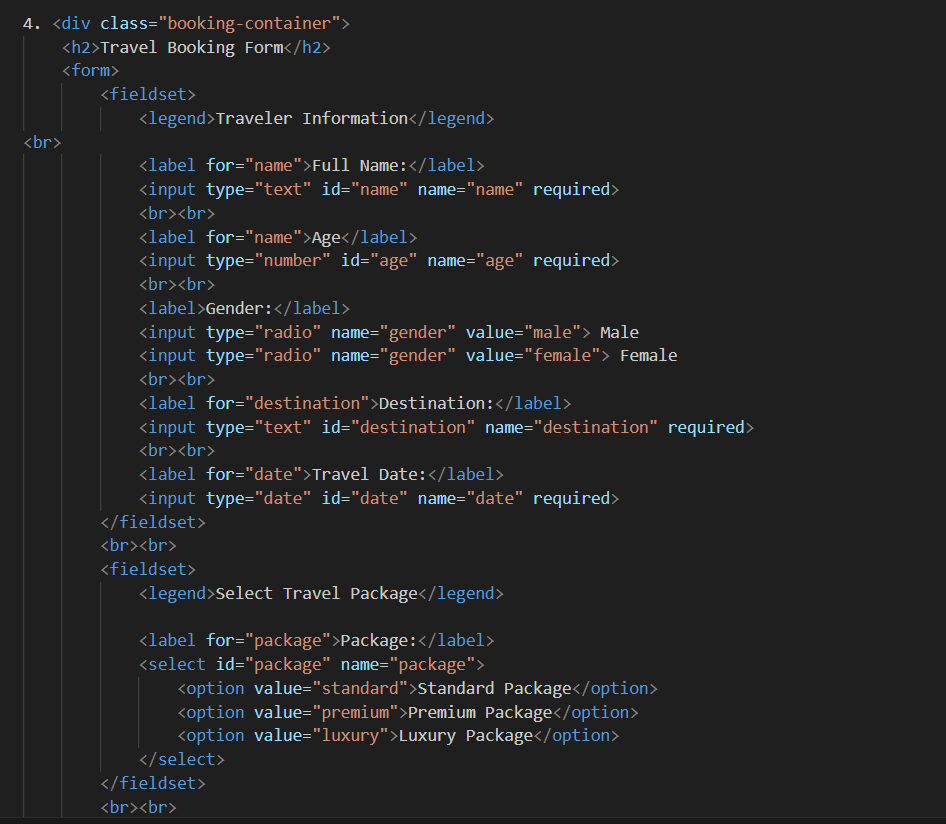 4. <div class="booking-container">
<h2>Travel Booking Form</h2>
<form>
<fieldset>
<legend>Traveler Information</legend>
<br>
<label for="name">Full Name:</label>
<input type="text" id="name" name="name" required>
<br><br>
<label for="name">Age</label>
<input type="number" id="age" name="age" required>
<br><br>
<label>Gender:</label>
<input type="radio" name="gender" value="male"> Male
<input type="radio" name="gender" value="female"> Female
<br><br>
<label for="destination">Destination:</label>
<input type="text" id="destination" name="destination" required>
<br><br>
<label for="date">Travel Date:</label>
<input type="date" id="date" name="date" required>
</fieldset>
<br><br>
<fieldset>
<legend>Select Travel Package</legend>
<label for="package">Package:</label>
<select id="package" name="package">
<option value="standard">Standard Package</option>
<option value="premium">Premium Package</option>
<option value="luxury">Luxury Package</option>
</select>
</fieldset>
<br><br>